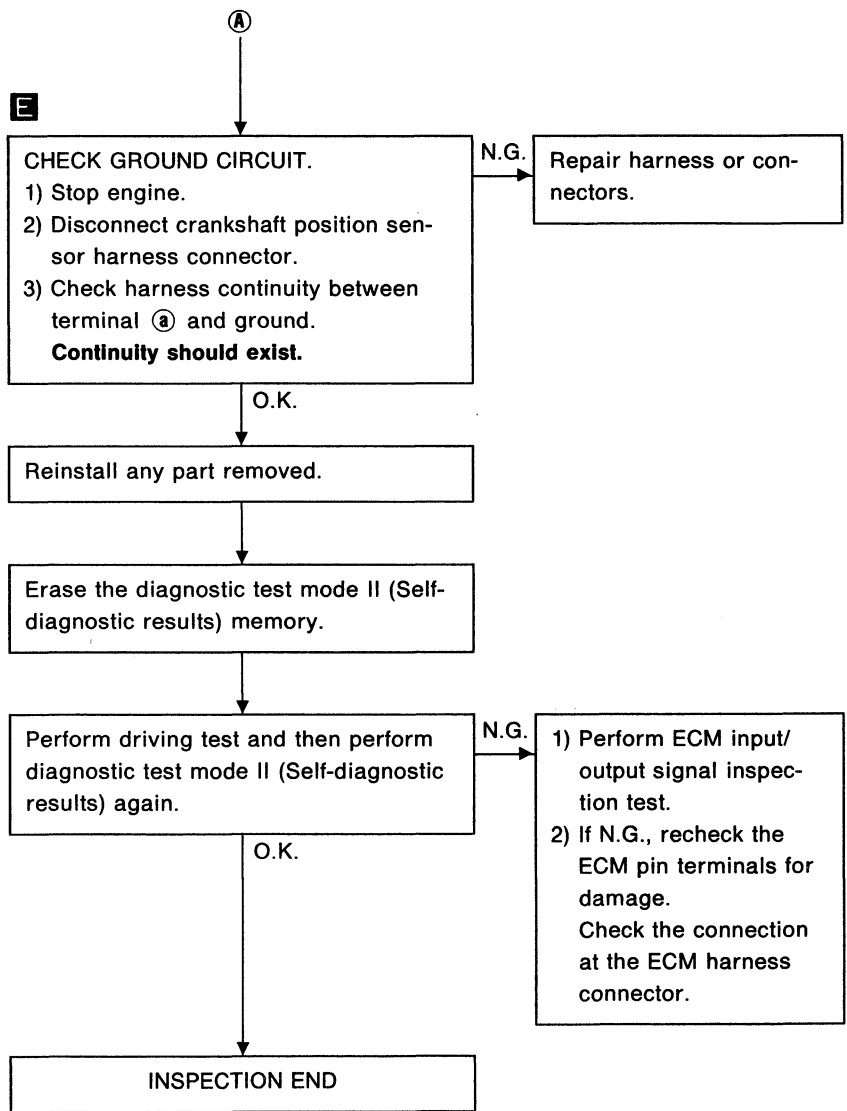 Ⓐ
E
CHECK GROUND CIRCUIT.
1) Stop engine.
2) Disconnect crankshaft position sen-
sor harness connector.
3) Check harness continuity between
terminal ⓐ and ground.
Continuity should exist.
N.G.
Repair harness or con-
nectors.
O.K.
Reinstall any part removed.
Erase the diagnostic test mode II (Self-
diagnostic results) memory.
Perform driving test and then perform
diagnostic test mode II (Self-diagnostic
results) again.
N.G.
1) Perform ECM input/
output signal inspec-
tion test.
2) If N.G., recheck the
ECM pin terminals for
damage.
Check the connection
at the ECM harness
connector.
O.K.
INSPECTION END